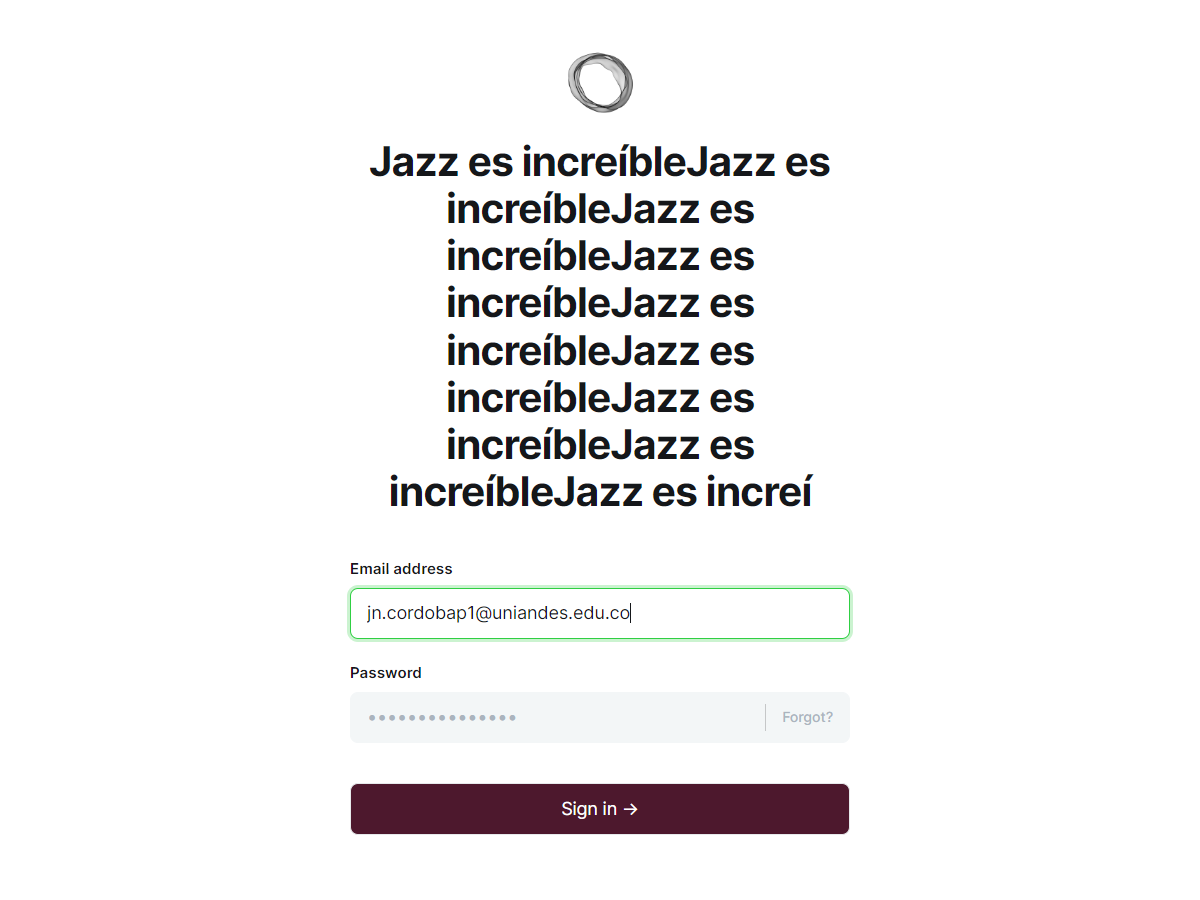 Jazz es increíbleJazz es
increíbleJazz es
increíbleJazz es
increíbleJazz es
increíbleJazz es
increíbleJazz es
increíbleJazz es
increíbleJazz es increí
Email address
jn.cordobap1@uniandes.edu.co
Password
•••••••••••••••
Forgot?
Sign in →